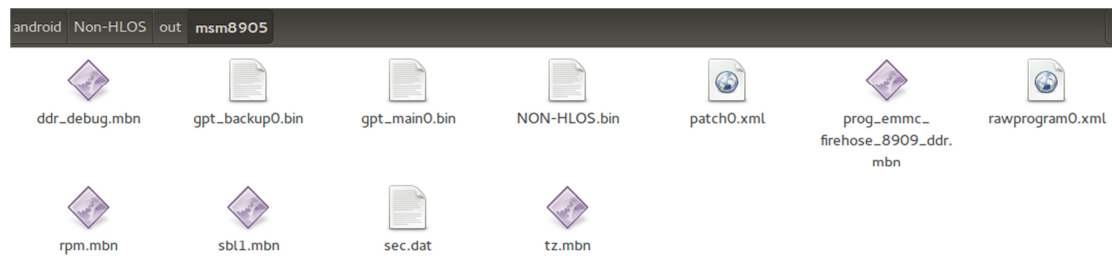 android Non-HLOS out msm8905
ddr_debug.mbn gpt_backup0.bin gpt_main0.bin NON-HLOS.bin patch0.xml prog_emmc_ rawprogram0.xml
firehose_8909_ddr.
mbn
rpm.mbn sbl1.mbn sec.dat tz.mbn